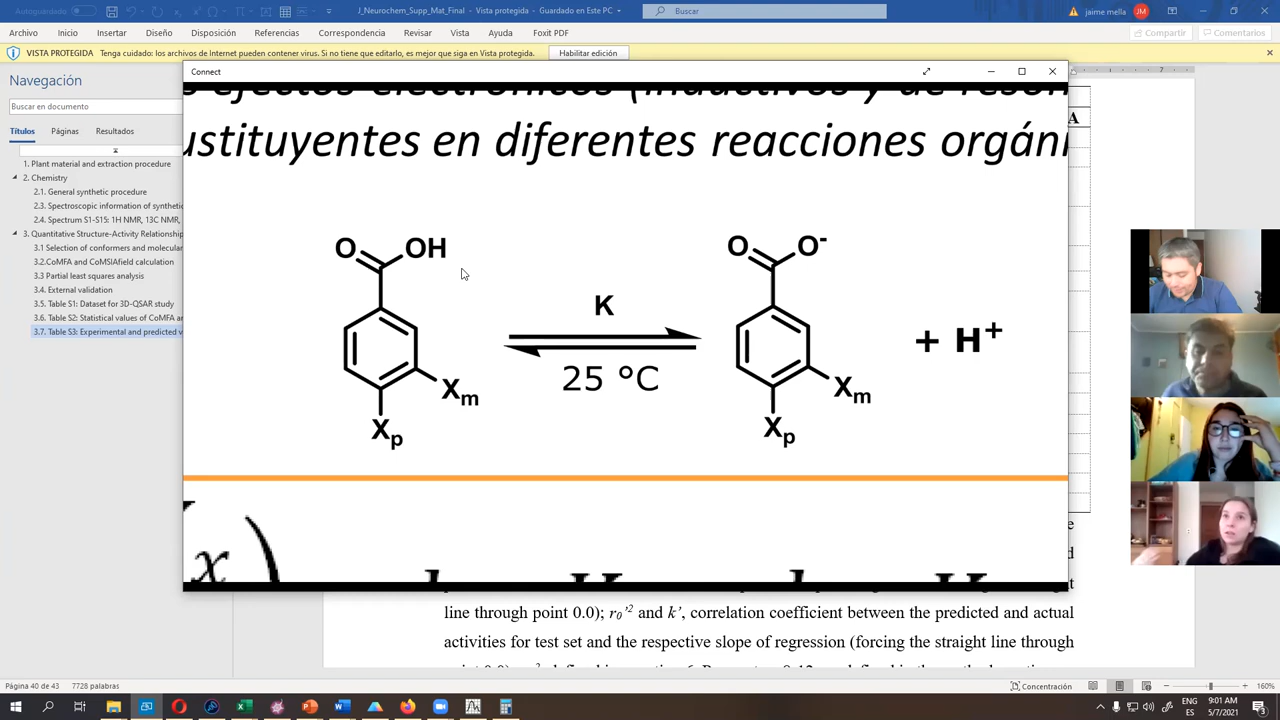 Autoguardado
J_Neurochem_Supp_Mat_Final - Guardado en Este PC
Buscar
jaime mella
JM
Archivo Inicio Insertar Diseño Disposición Referencias Correspondencia Revisar Vista Ayuda Foxit PDF
Compartir Comentarios
VISTA PROTEGIDA Tenga cuidado: los archivos de Internet pueden contener virus. Si no tiene que editarlo, es mejor que siga en Vista protegida. Habilitar edición
Navegación
Buscar en documento
Títulos Páginas Resultados
1. Plant material and extraction procedure
2. Chemistry
2.1. General synthetic procedure
2.3. Spectroscopic information of synthetic
2.4. Spectrum S1-S15: 1H NMR, 13C NMR,
3. Quantitative Structure-Activity Relationship
3.1 Selection of conformers and molecular
3.2.CoMFA and CoMSIAfield calculation
3.3 Partial least squares analysis
3.4. External validation
3.5. Table S1: Dataset for 3D-QSAR study
3.6. Table S2: Statistical values of CoMFA ar
3.7. Table S3: Experimental and predicted v
Connect
efectos electrónicos (inductivos y de reson
ustituyentes en diferentes reacciones orgáni
O OH
Xm
Xp
K
25 °C
O O-
Xm
Xp
+ H+
x)
A
line through point 0.0); r₀'² and k', correlation coefficient between the predicted and actual
activities for test set and the respective slope of regression (forcing the straight line through
Página 40 de 43 7728 palabras
Concentración
160%
ES
9:01
5/7/2021
3